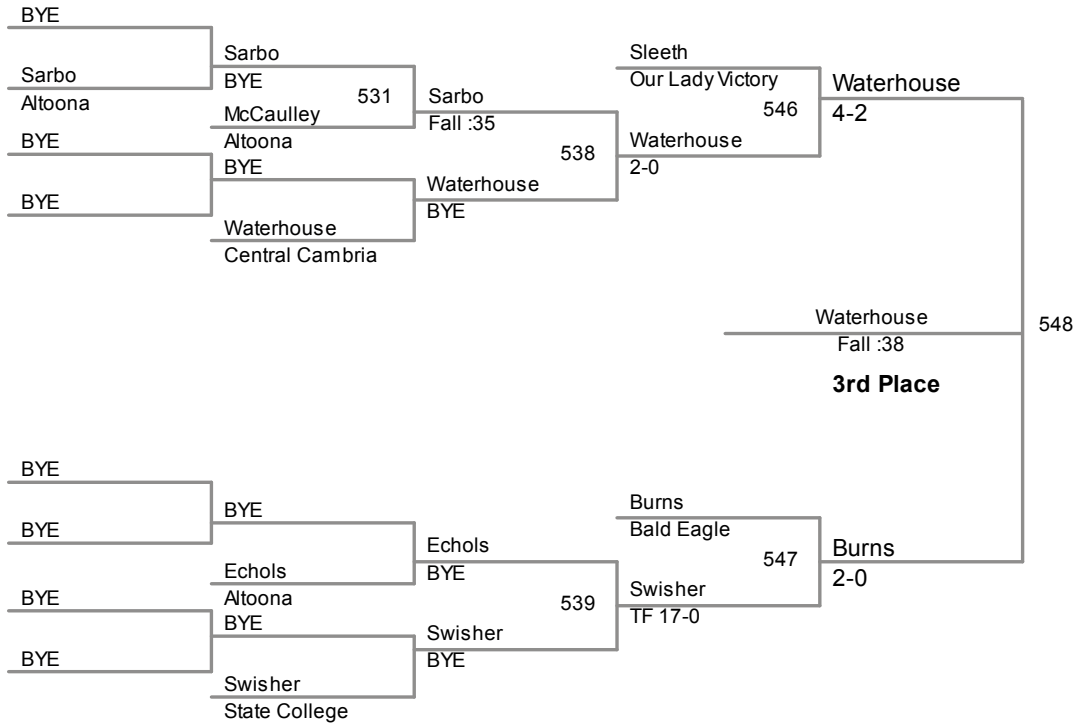 BYE
Sarbo
Altoona
BYE
BYE
Sarbo
BYE
531
McCaulley
Altoona
BYE
Waterhouse
Central Cambria
Sarbo
Fall :35
538
Waterhouse
BYE
Sleeth
Our Lady Victory
546
Waterhouse
2-0
Waterhouse
4-2
Waterhouse
Fall :38
548
3rd Place
BYE
BYE
BYE
BYE
BYE
Echols
Altoona
BYE
Swisher
State College
Echols
BYE
539
Swisher
BYE
Burns
Bald Eagle
547
Swisher
TF 17-0
Burns
2-0